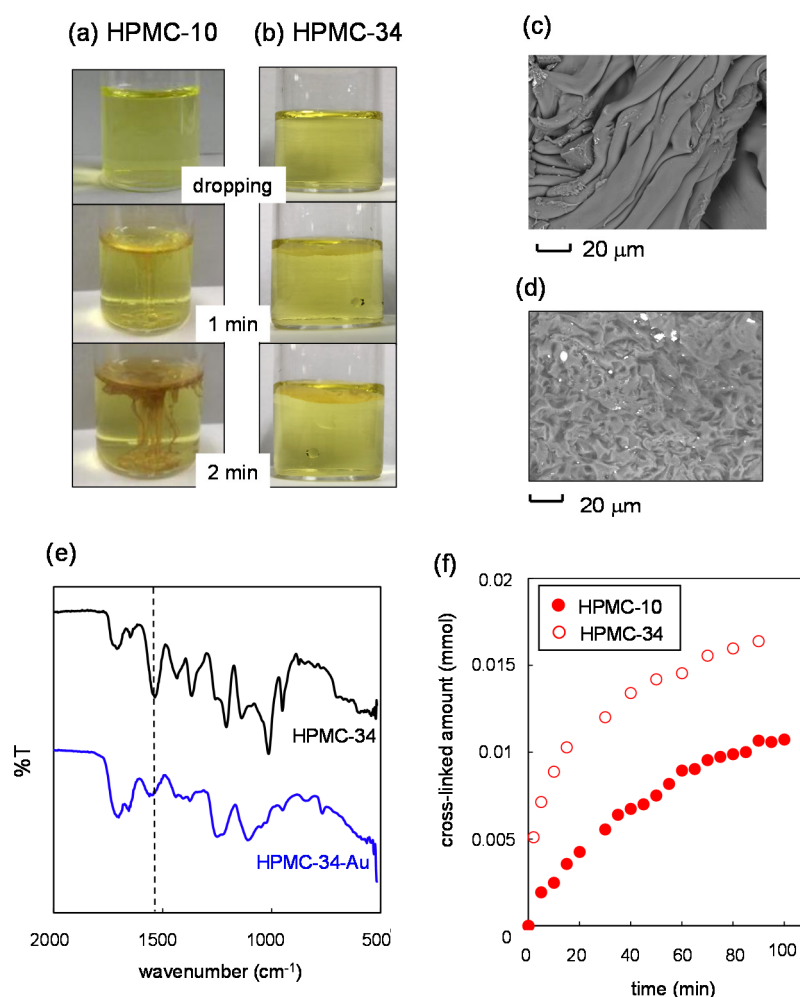 (a) HPMC-10
(b) HPMC-34
dropping
1 min
2 min
(c)
20 μm
(d)
20 μm
(e)
%T
HPMC-34
HPMC-34-Au
2000 1500 1000 500
wavenumber (cm⁻¹)
(f)
cross-linked amount (mmol)
0.02
0.015
0.01
0.005
0
HPMC-10
HPMC-34
0 20 40 60 80 100
time (min)